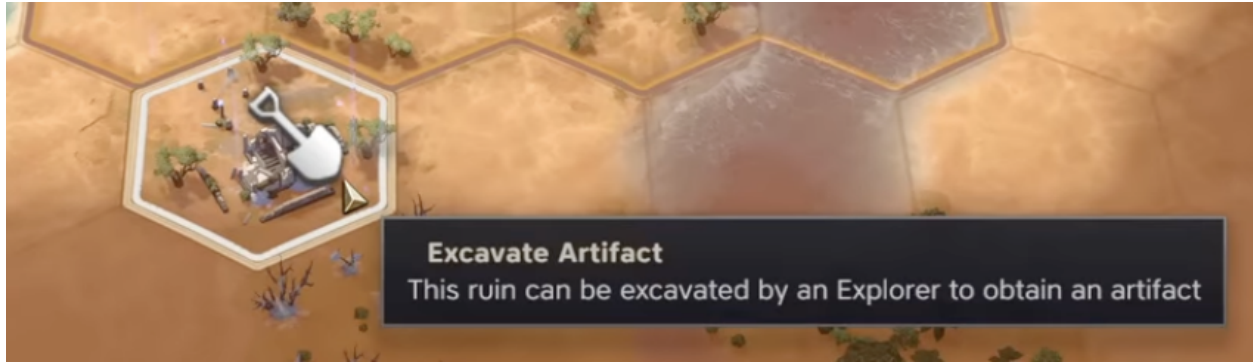 Excavate Artifact
This ruin can be excavated by an Explorer to obtain an artifact